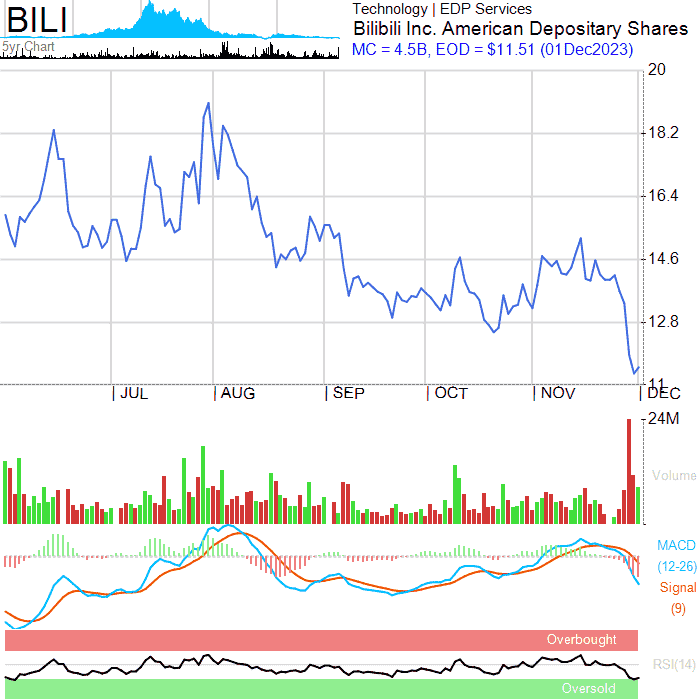 BILI
5yr Chart
Technology | EDP Services
Bilibili Inc. American Depositary Shares
MC = 4.5B, EOD = $11.51 (01Dec2023)
20
18.2
16.4
14.6
12.8
11
JUL
AUG
SEP
OCT
NOV
DEC
24M
Volume
MACD
(12-26)
Signal
(9)
Overbought
RSI(14)
Oversold